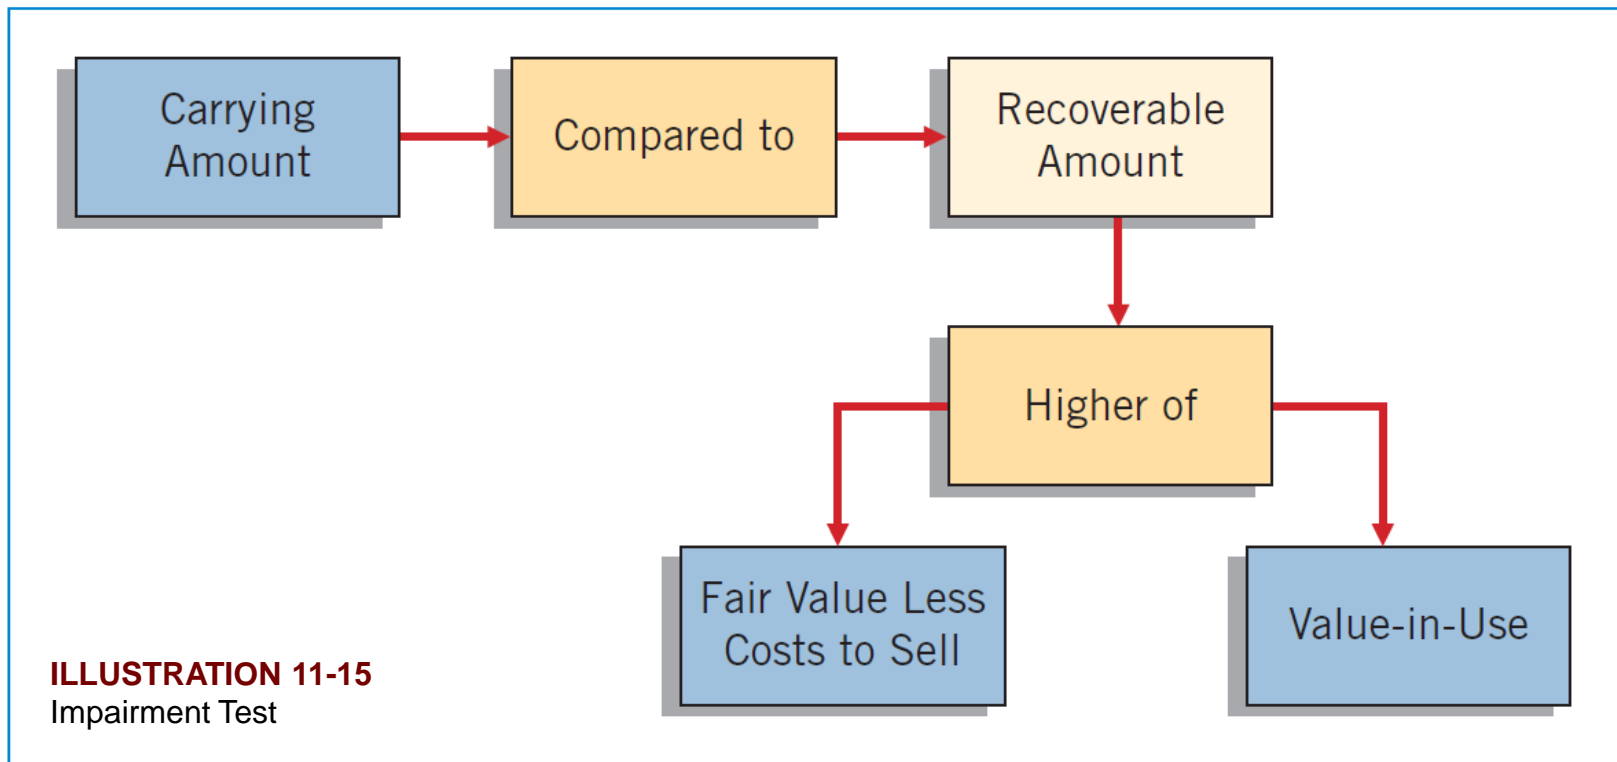 Carrying
Amount
Compared to
Recoverable
Amount
Higher of
Fair Value Less
Costs to Sell
Value-in-Use
ILLUSTRATION 11-15
Impairment Test